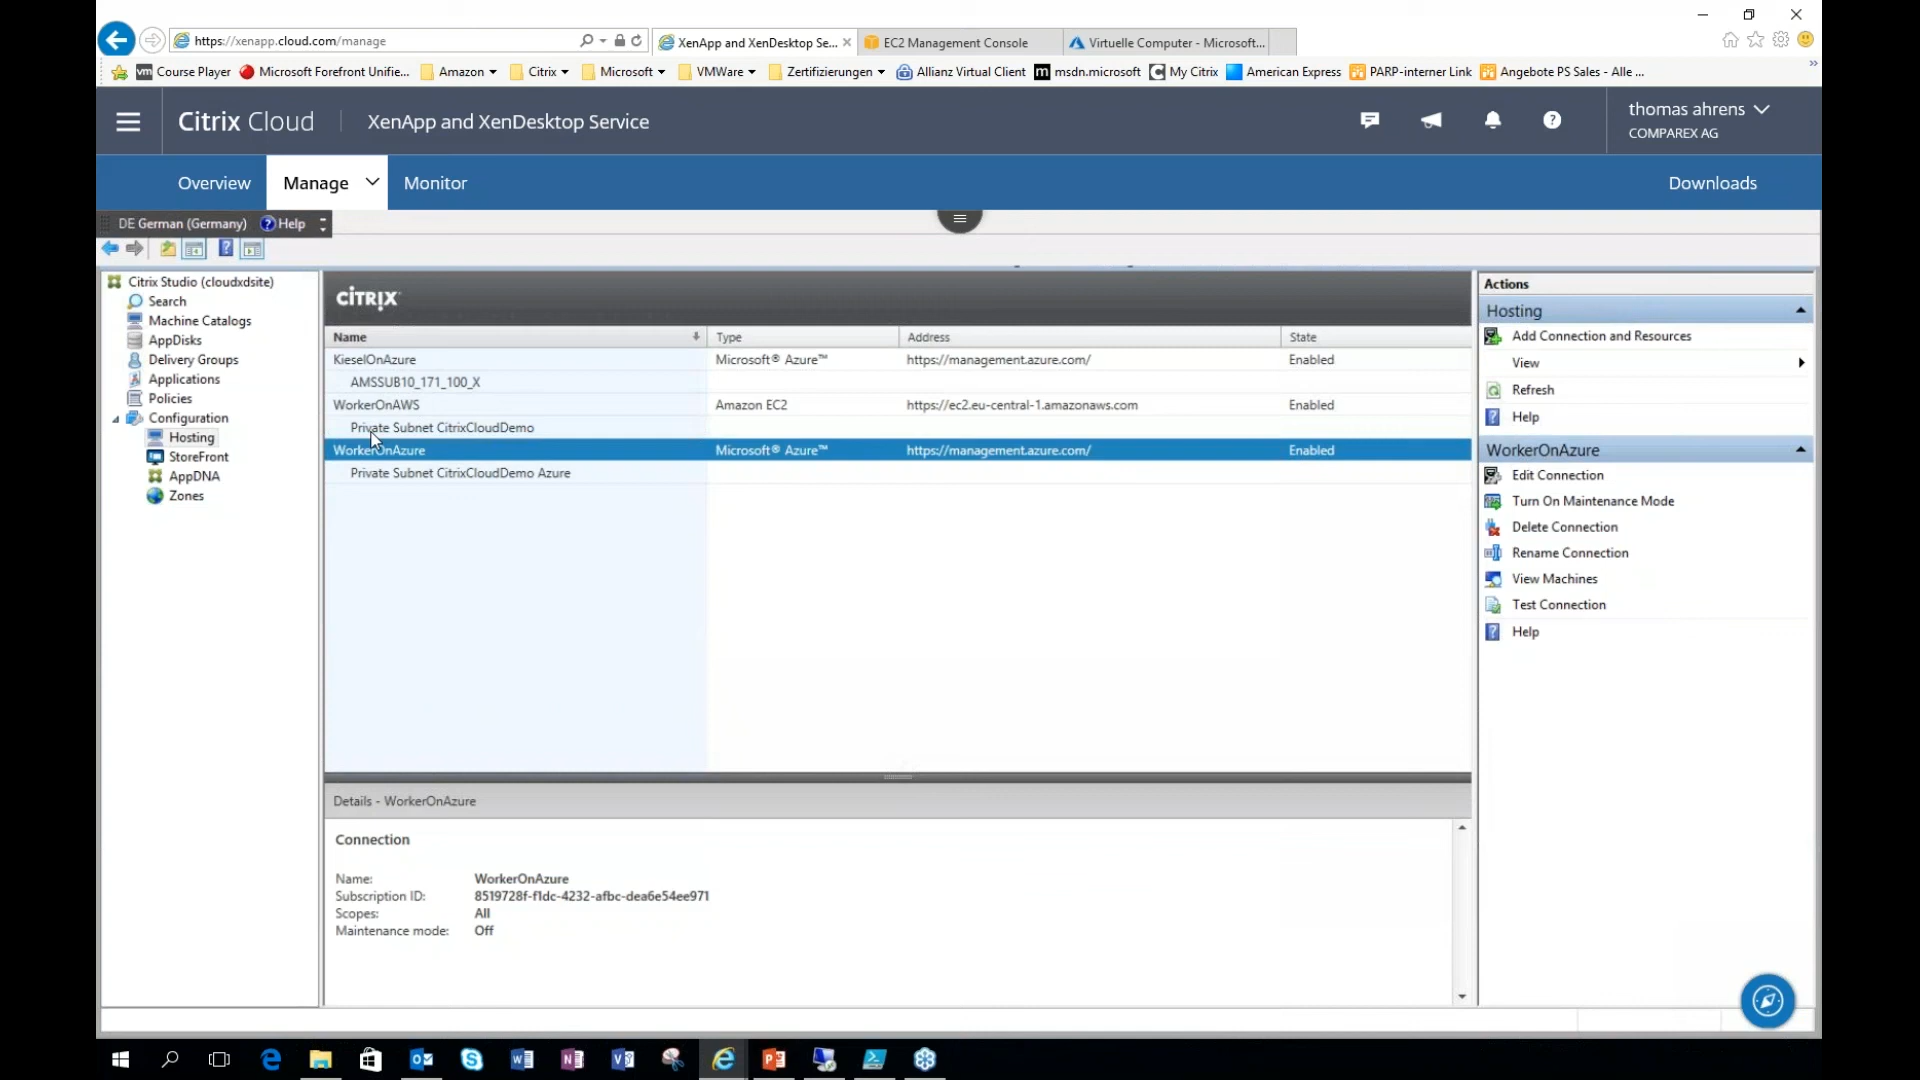 https://xenapp.cloud.com/manage
XenApp and XenDesktop Se...
EC2 Management Console
Virtuelle Computer - Microsoft...
Course Player
Microsoft Forefront Unifie...
Amazon
Citrix
Microsoft
VMWare
Zertifizierungen
Allianz Virtual Client
msdn.microsoft
My Citrix
American Express
PARP-interner Link
Angebote PS Sales - Alle ...
Citrix Cloud
XenApp and XenDesktop Service
thomas ahrens
COMPAREX AG
Overview
Manage
Monitor
Downloads
DE German (Germany)
Help
Citrix Studio (cloudxdsite)
Search
Machine Catalogs
AppDisks
Delivery Groups
Applications
Policies
Configuration
Hosting
StoreFront
AppDNA
Zones
CITRIX
Name Type Address State
KieselOnAzure Microsoft® Azure™ https://management.azure.com/ Enabled
AMSSUB10_171_100_X
WorkerOnAWS Amazon EC2 https://ec2.eu-central-1.amazonaws.com Enabled
Private Subnet CitrixCloudDemo
WorkerOnAzure Microsoft® Azure™ https://management.azure.com/ Enabled
Private Subnet CitrixCloudDemo Azure
Details - WorkerOnAzure
Connection
Name: WorkerOnAzure
Subscription ID: 8519728f-f1dc-4232-afbc-dea6e54ee971
Scopes: All
Maintenance mode: Off
Actions
Hosting
Add Connection and Resources
View
Refresh
Help
WorkerOnAzure
Edit Connection
Turn On Maintenance Mode
Delete Connection
Rename Connection
View Machines
Test Connection
Help